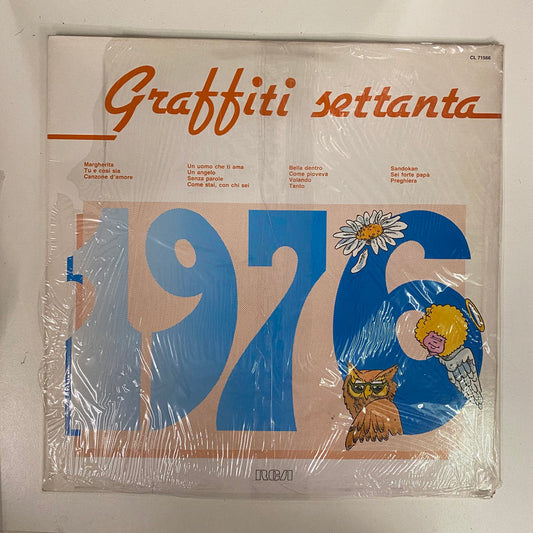 CL 71566
Graffiti settanta
Margherita
Tu e così sia
Canzone d'amore
Un uomo che ti ama
Un angelo
Senza parole
Come stai, con chi sei
Bella dentro
Come pioveva
Volando
Tanto
Sandokan
Sei forte papà
Preghiera
1976
RCA